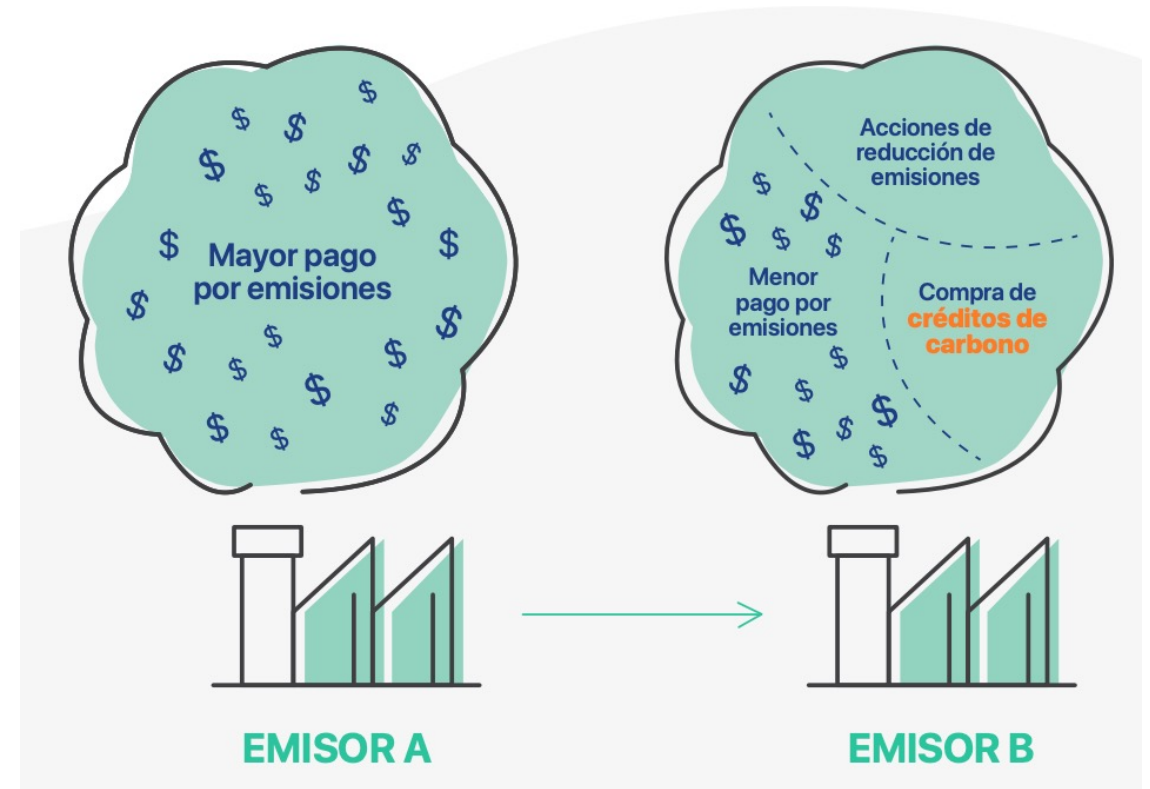 Mayor pago
por emisiones
Acciones de
reducción de
emisiones
Menor
pago por
emisiones
Compra de
créditos de
carbono
EMISOR A
EMISOR B